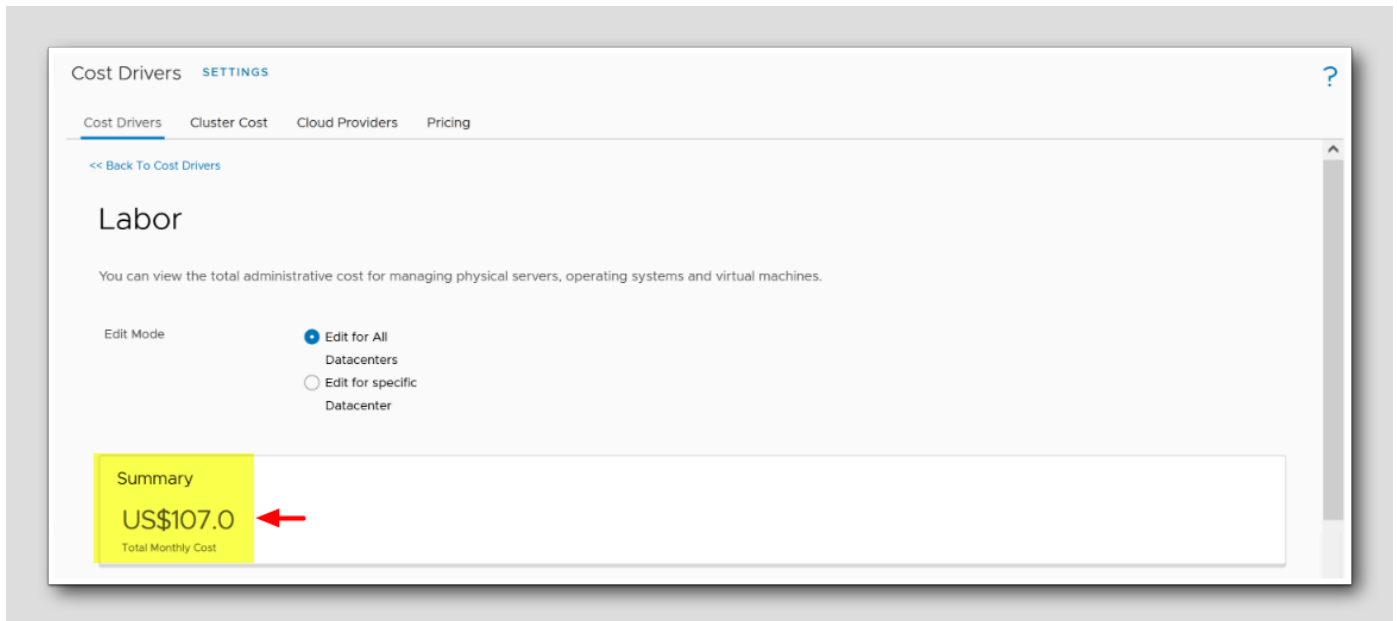 Cost Drivers SETTINGS
?
Cost Drivers Cluster Cost Cloud Providers Pricing
<< Back To Cost Drivers
Labor
You can view the total administrative cost for managing physical servers, operating systems and virtual machines.
Edit Mode
Edit for All
Datacenters
Edit for specific
Datacenter
Summary
US$107.0
Total Monthly Cost